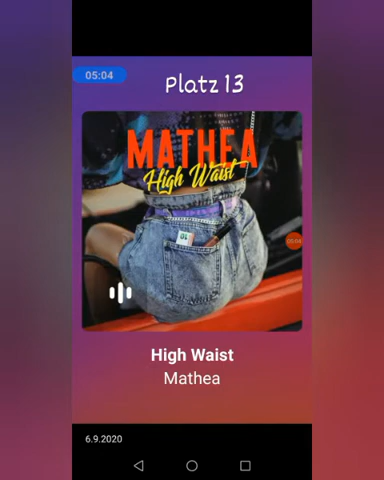 05:04
Platz 13
MATHEA
High Waist
05:04
High Waist
Mathea
6.9.2020